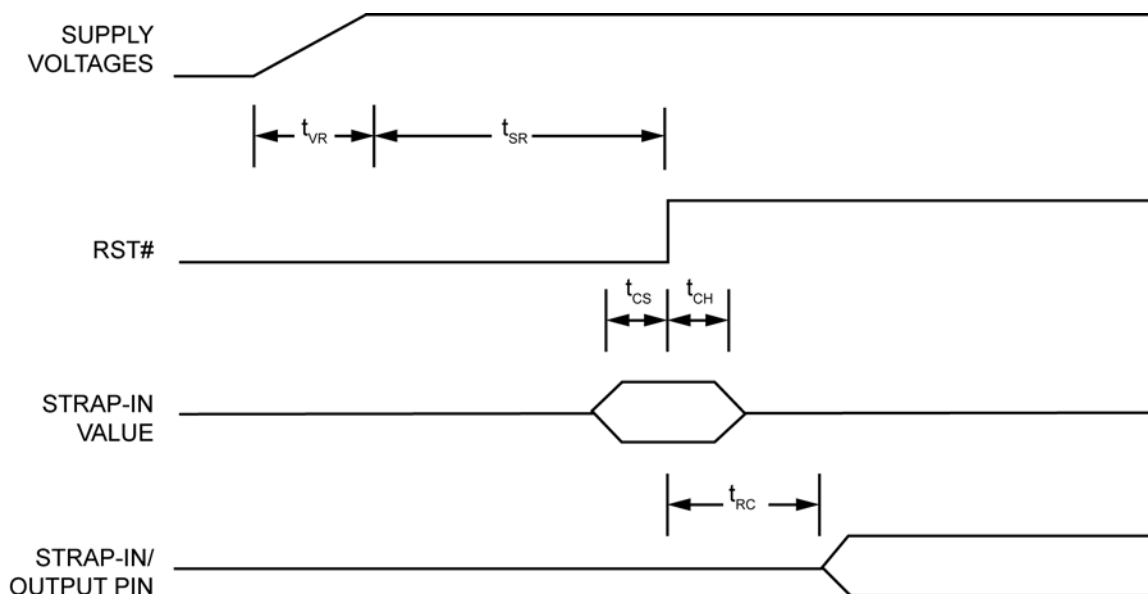 SUPPLY
VOLTAGES
tVR
tSR
RST#
tCS
tCH
STRAP-IN
VALUE
tRC
STRAP-IN/
OUTPUT PIN